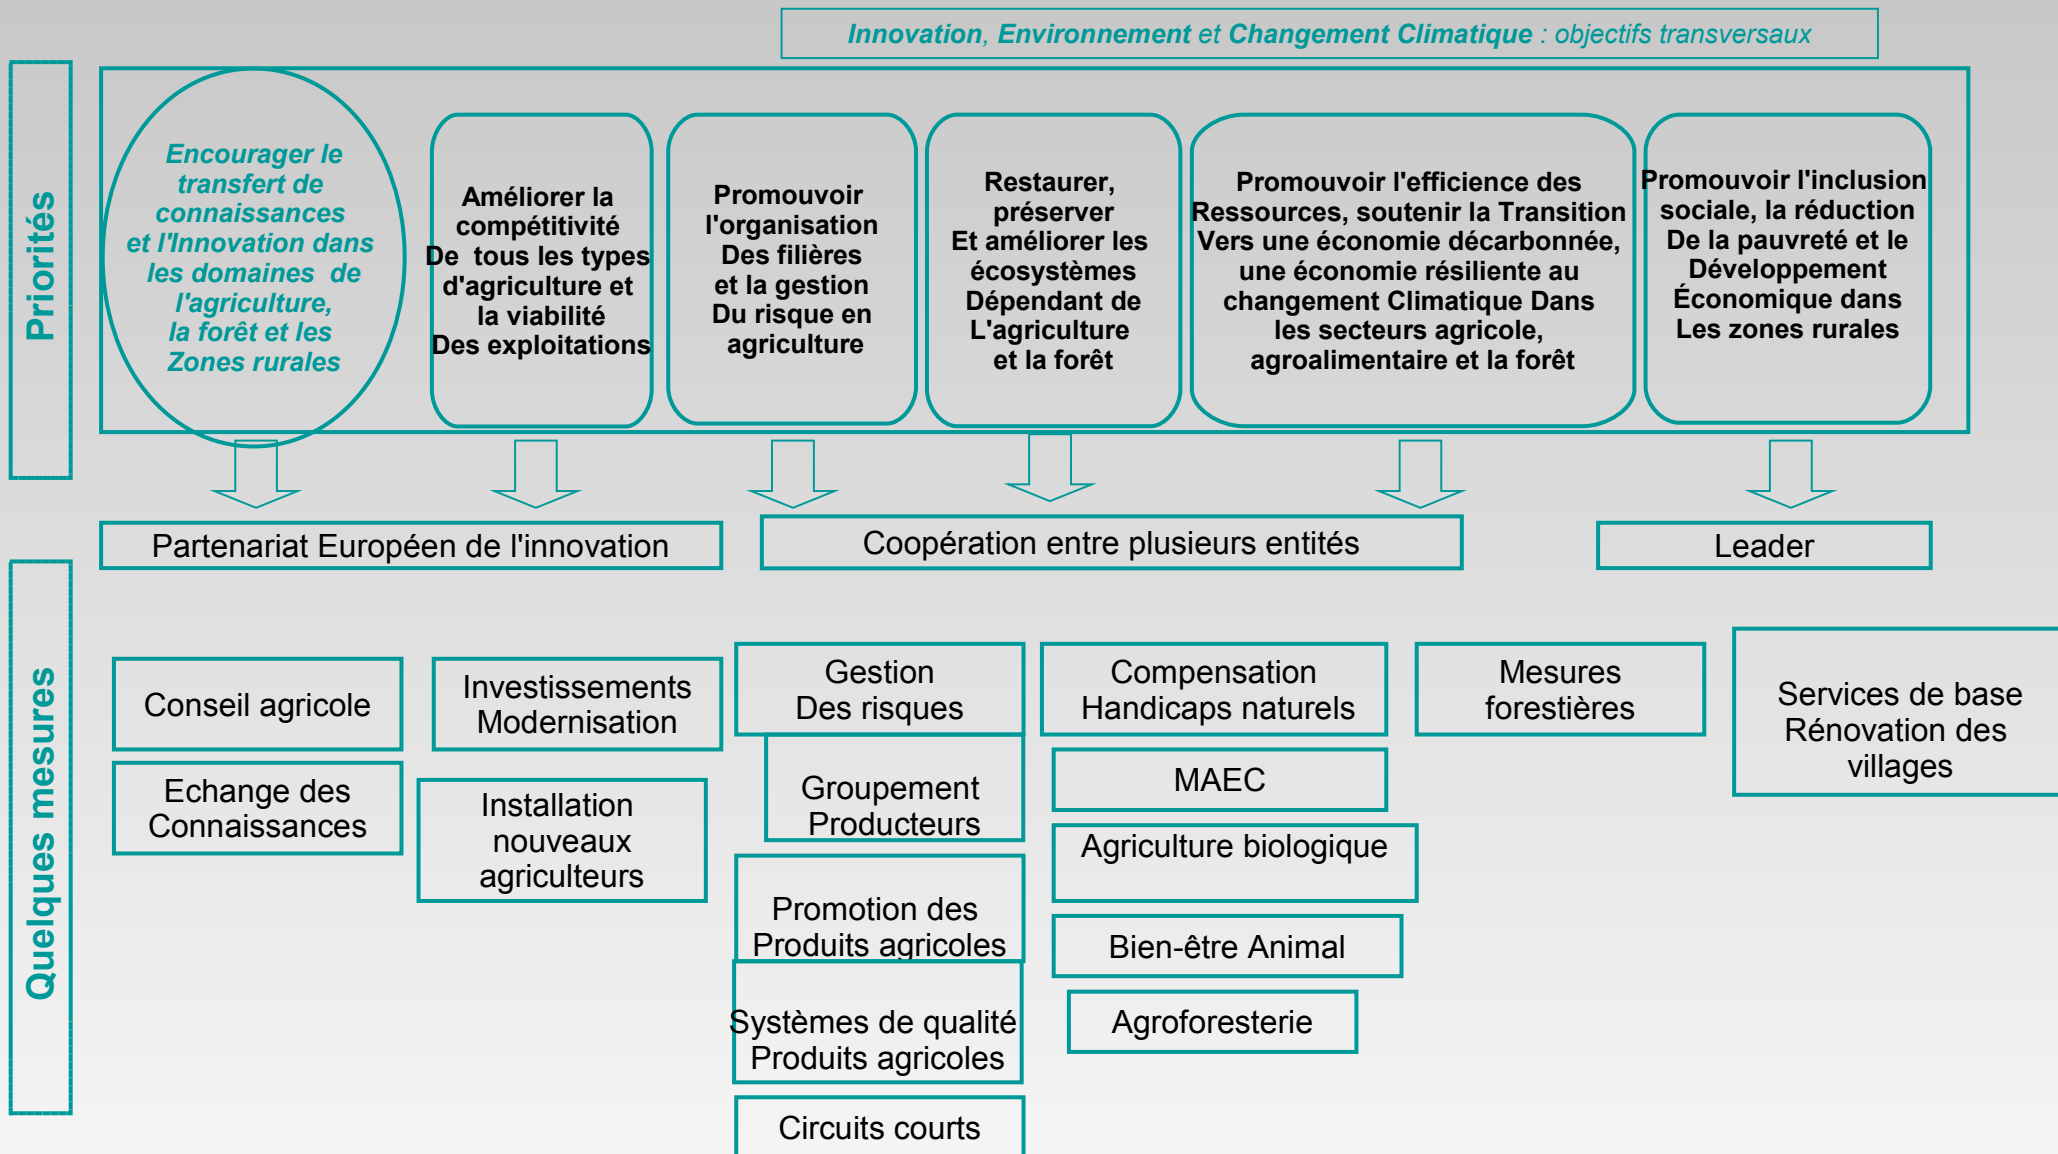 Innovation, Environnement et Changement Climatique : objectifs transversaux
Priorités
Encourager le
transfert de
connaissances
et l'Innovation dans
les domaines de
l'agriculture,
la forêt et les
Zones rurales
Améliorer la
compétitivité
De tous les types
d'agriculture et
la viabilité
Des exploitations
Promouvoir
l'organisation
Des filières
et la gestion
Du risque en
agriculture
Restaurer,
préserver
Et améliorer les
écosystèmes
Dépendant de
L'agriculture
et la forêt
Promouvoir l'efficience des
Ressources, soutenir la Transition
Vers une économie décarbonnée,
une économie résiliente au
changement Climatique Dans
les secteurs agricole,
agroalimentaire et la forêt
Promouvoir l'inclusion
sociale, la réduction
De la pauvreté et le
Développement
Économique dans
Les zones rurales
Partenariat Européen de l'innovation
Coopération entre plusieurs entités
Leader
Quelques mesures
Conseil agricole
Echange des
Connaissances
Investissements
Modernisation
Installation
nouveaux
agriculteurs
Gestion
Des risques
Groupement
Producteurs
Promotion des
Produits agricoles
Systèmes de qualité
Produits agricoles
Circuits courts
Compensation
Handicaps naturels
MAEC
Agriculture biologique
Bien-être Animal
Agroforesterie
Mesures
forestières
Services de base
Rénovation des
villages